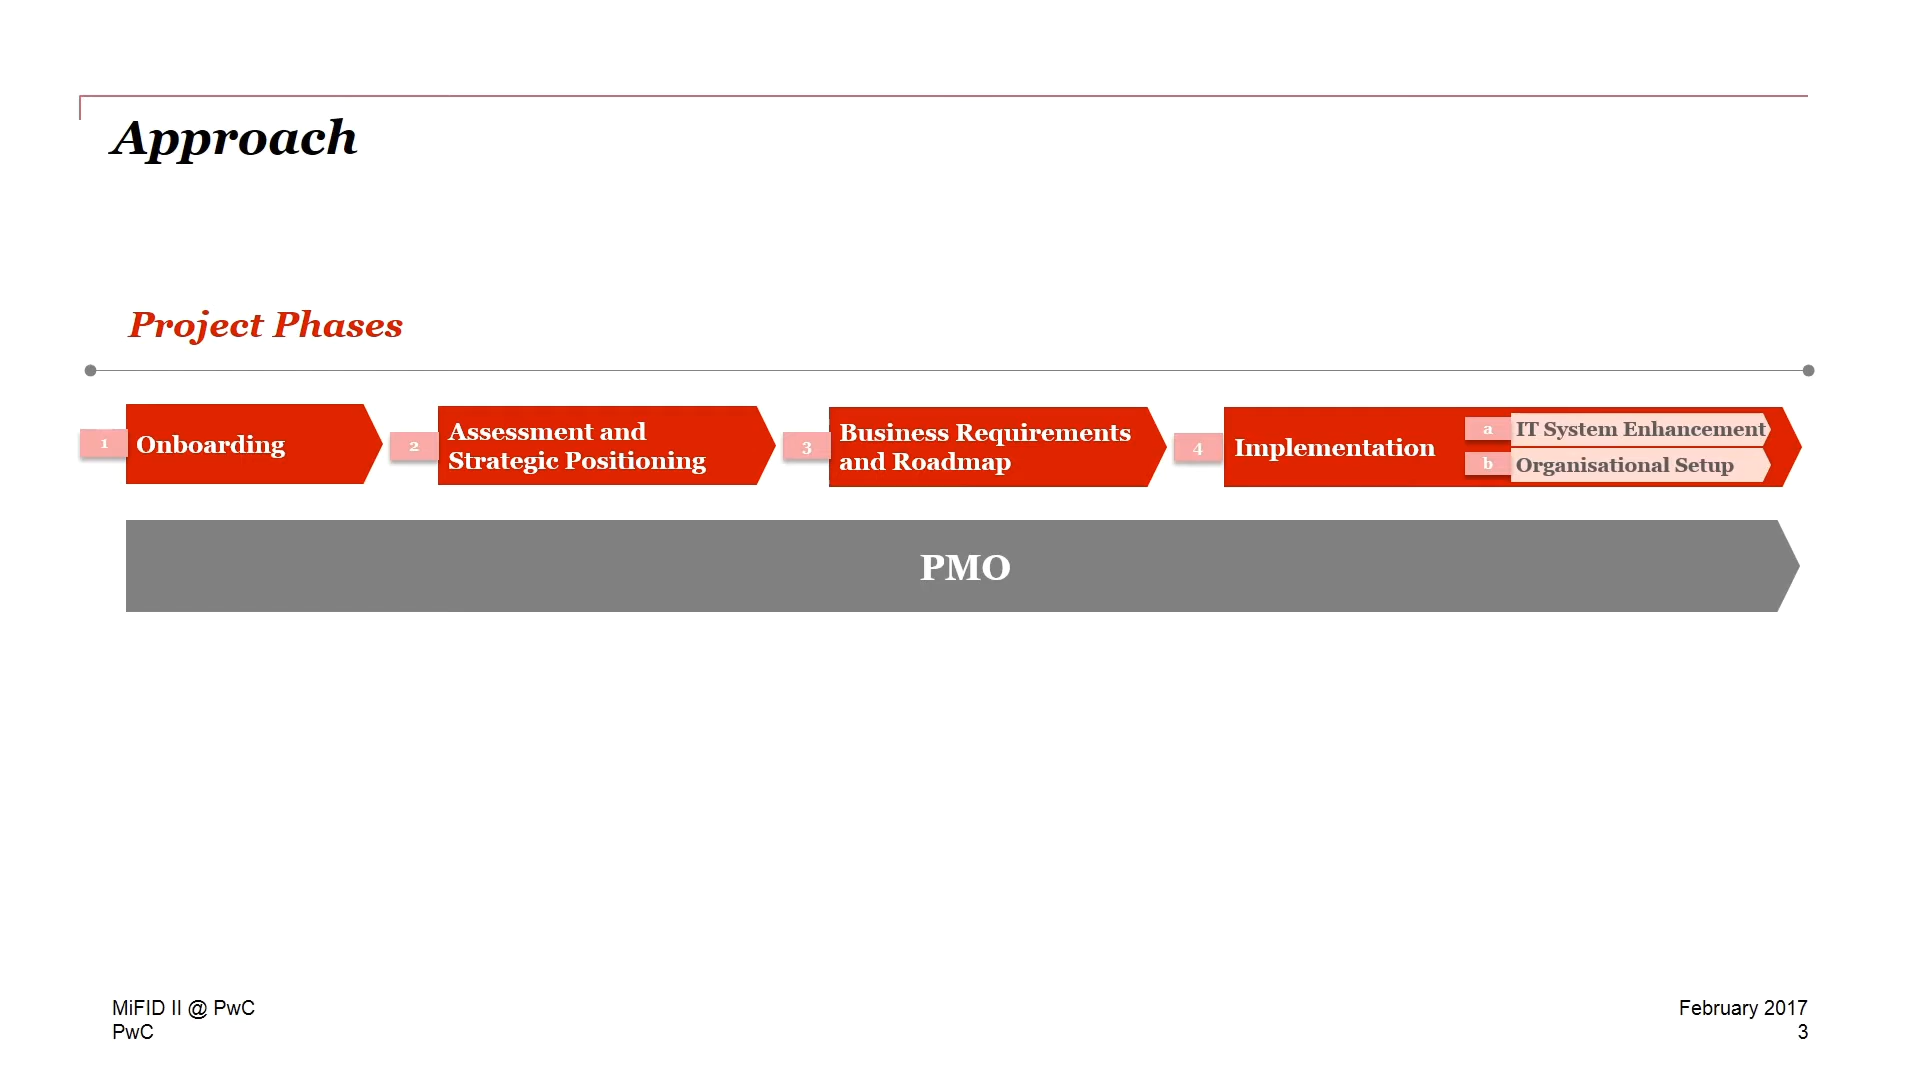 Approach
Project Phases
1
Onboarding
2
Assessment and
Strategic Positioning
3
Business Requirements
and Roadmap
4
Implementation
a
IT System Enhancement
b
Organisational Setup
PMO
MiFID II @ PwC
PwC
February 2017
3